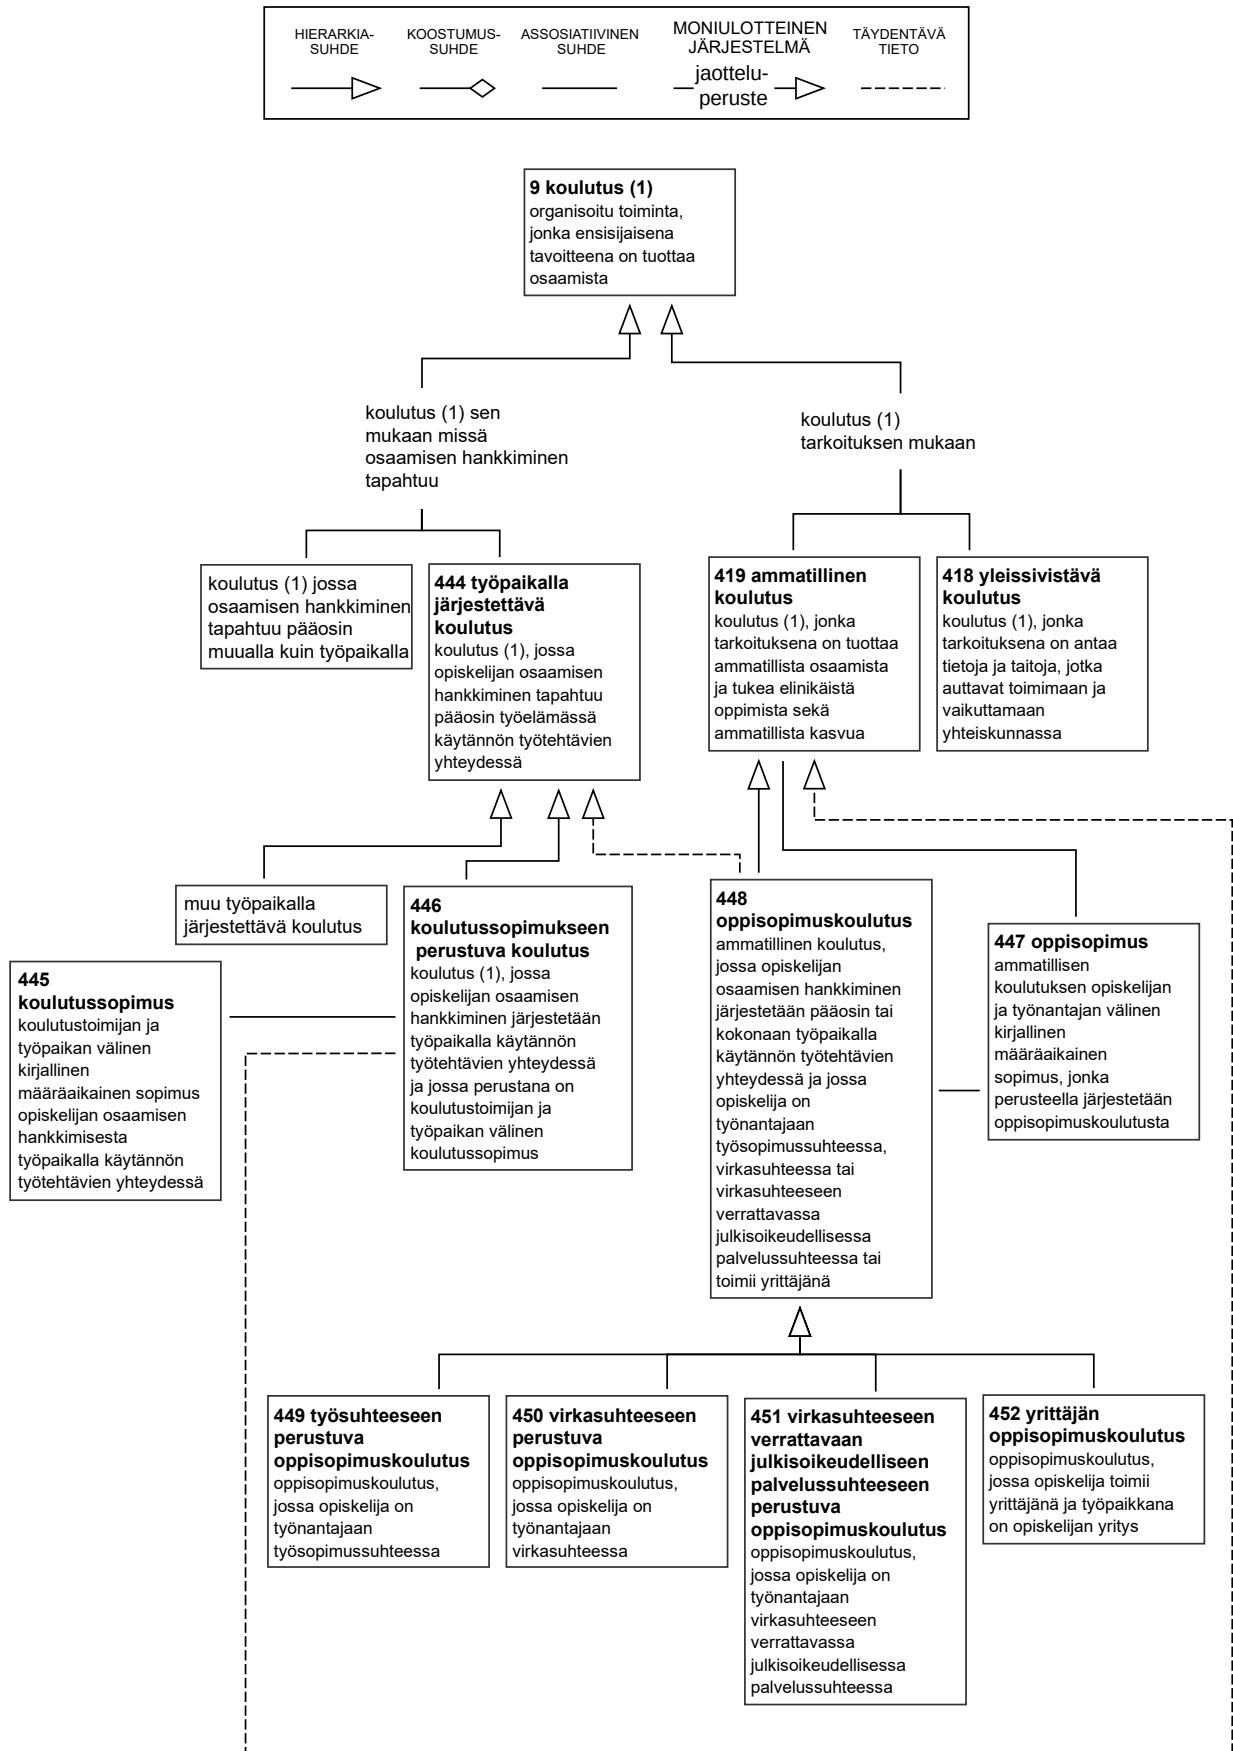 HIERARKIA-
SUHDE
KOOSTUMUS-
SUHDE
ASSOSIATIIVINEN
SUHDE
MONIULOTTEINEN
JÄRJESTELMÄ
jaottelu-
peruste
TÄYDENTÄVÄ
TIETO
9 koulutus (1)
organisoitu toiminta,
jonka ensisijaisena
tavoitteena on tuottaa
osaamista
koulutus (1) sen
mukaan missä
osaamisen hankkiminen
tapahtuu
koulutus (1)
tarkoituksen mukaan
koulutus (1) jossa
osaamisen hankkiminen
tapahtuu pääosin
muualla kuin työpaikalla
444 työpaikalla
järjestettävä
koulutus
koulutus (1), jossa
opiskelijan osaamisen
hankkiminen tapahtuu
pääosin työelämässä
käytännön työtehtävien
yhteydessä
419 ammatillinen
koulutus
koulutus (1), jonka
tarkoituksena on tuottaa
ammatillista osaamista
ja tukea elinikäistä
oppimista sekä
ammatillista kasvua
418 yleissivistävä
koulutus
koulutus (1), jonka
tarkoituksena on antaa
tietoja ja taitoja, jotka
auttavat toimimaan ja
vaikuttamaan
yhteiskunnassa
muu työpaikalla
järjestettävä koulutus
445
koulutussopimus
koulutustoimijan ja
työpaikan välinen
kirjallinen
määräaikainen sopimus
opiskelijan osaamisen
hankkimisesta
työpaikalla käytännön
työtehtävien yhteydessä
446
koulutussopimukseen
perustuva koulutus
koulutus (1), jossa
opiskelijan osaamisen
hankkiminen järjestetään
työpaikalla käytännön
työtehtävien yhteydessä
ja jossa perustana on
koulutustoimijan ja
työpaikan välinen
koulutussopimus
448
oppisopimuskoulutus
ammatillinen koulutus,
jossa opiskelijan
osaamisen hankkiminen
järjestetään pääosin tai
kokonaan työpaikalla
käytännön työtehtävien
yhteydessä ja jossa
opiskelija on
työnantajaan
työsopimussuhteessa,
virkasuhteessa tai
virkasuhteeseen
verrattavassa
julkisoikeudellisessa
palvelussuhteessa tai
toimii yrittäjänä
447 oppisopimus
ammatillisen
koulutuksen opiskelijan
ja työnantajan välinen
kirjallinen
määräaikainen
sopimus, jonka
perusteella järjestetään
oppisopimuskoulutusta
449 työsuhteeseen
perustuva
oppisopimuskoulutus
oppisopimuskoulutus,
jossa opiskelija on
työnantajaan
työsopimussuhteessa
450 virkasuhteeseen
perustuva
oppisopimuskoulutus
oppisopimuskoulutus,
jossa opiskelija on
työnantajaan
virkasuhteessa
451 virkasuhteeseen
verrattavaan
julkisoikeudelliseen
palvelussuhteeseen
perustuva
oppisopimuskoulutus
oppisopimuskoulutus,
jossa opiskelija on
työnantajaan
virkasuhteeseen
verrattavassa
julkisoikeudellisessa
palvelussuhteessa
452 yrittäjän
oppisopimuskoulutus
oppisopimuskoulutus,
jossa opiskelija toimii
yrittäjänä ja työpaikkana
on opiskelijan yritys